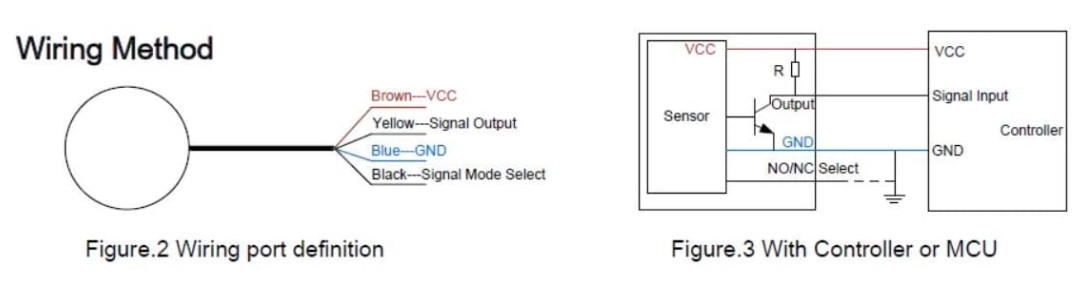 Wiring Method
Brown---VCC
Yellow---Signal Output
Blue---GND
Black---Signal Mode Select
Figure.2 Wiring port definition
VCC
R
Output
Sensor
GND
NO/NC Select
VCC
Signal Input
Controller
GND
Figure.3 With Controller or MCU